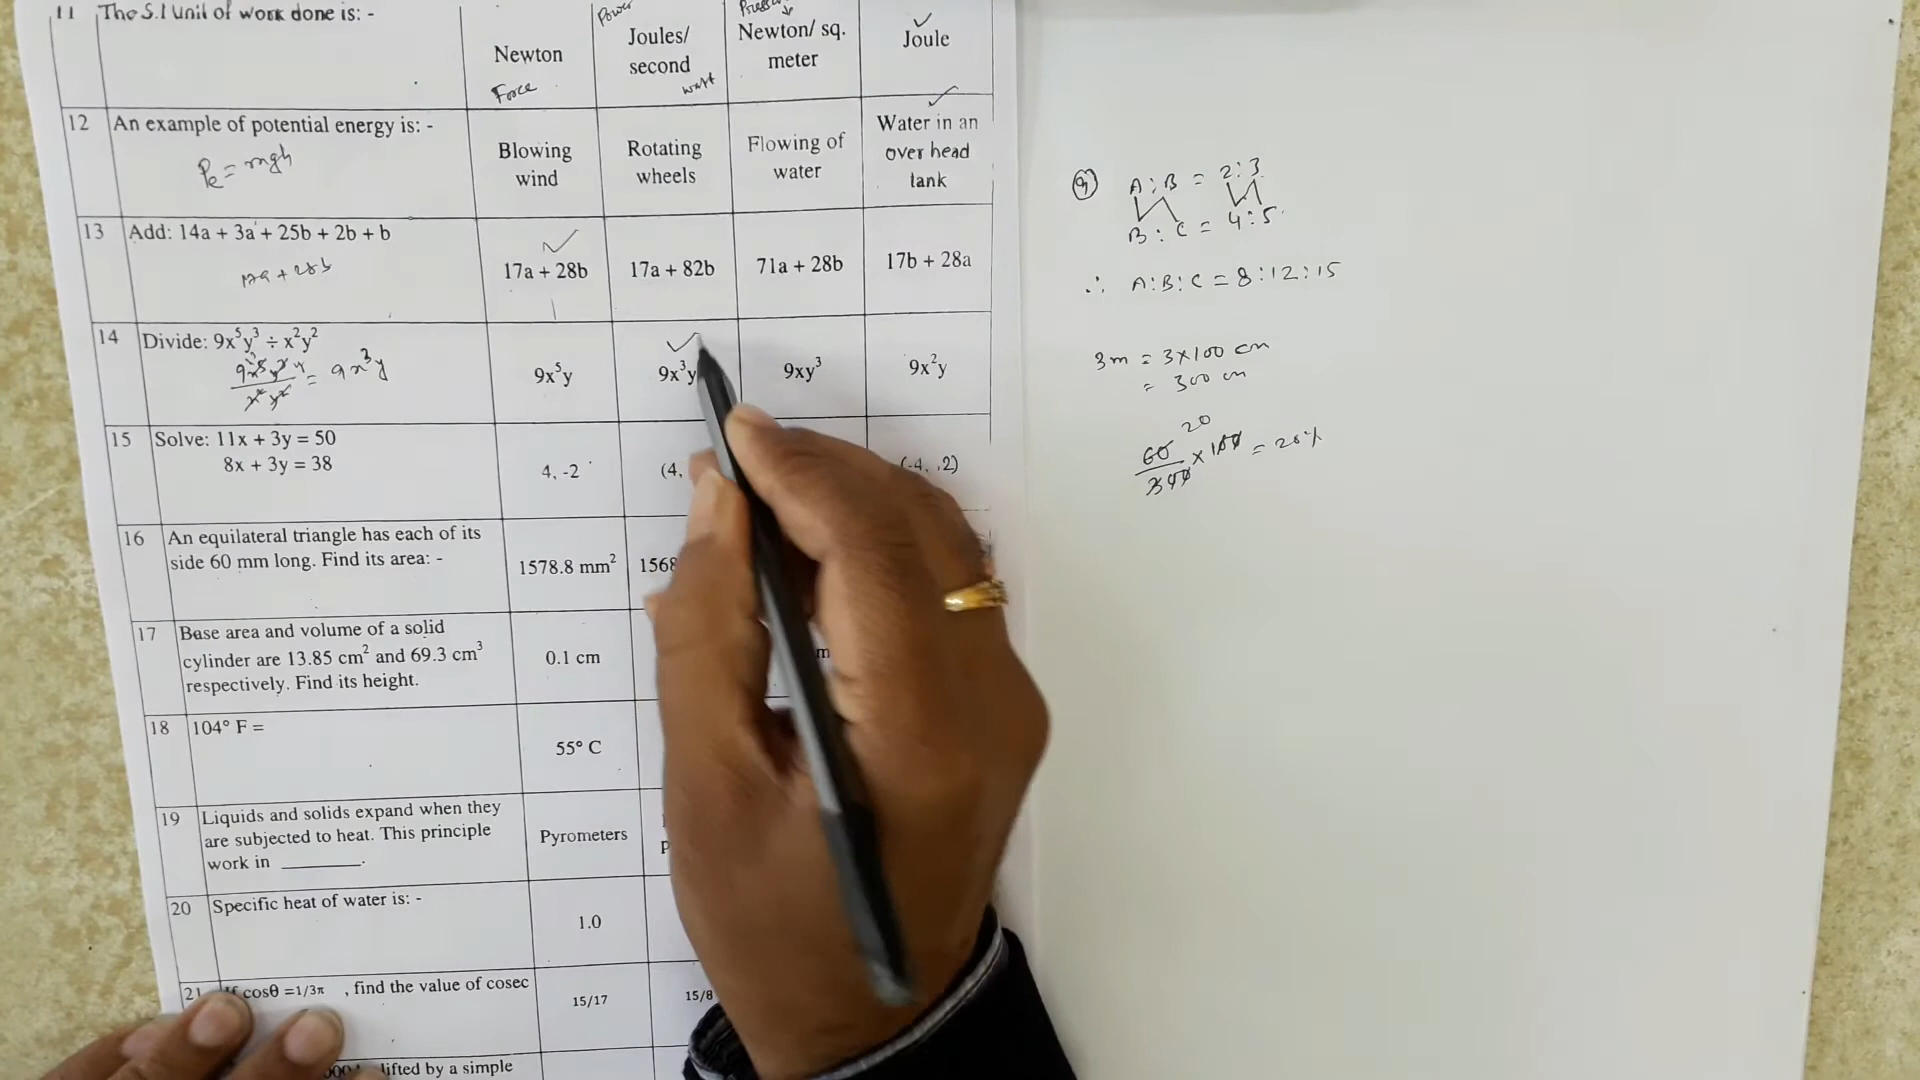 11 The S.I Unit of work done is: -
Newton
Force
Power
Joules/
second
watt
Newton/ sq.
meter
Joule
12 An example of potential energy is: -
= mgh
Blowing
wind
Rotating
wheels
Flowing of
water
Water in an
over head
tank
13 Add: 14a + 3a + 25b + 2b + b
17a + 28b
17a + 28b
17a + 82b
71a + 28b
17b + 28a
14 Divide: 9x⁵y³ ÷ x²y²
= 9x³y
9x⁵y
9x³y
9xy³
9x²y
15 Solve: 11x + 3y = 50
8x + 3y = 38
4, -2
(4,
(-4, .2)
16 An equilateral triangle has each of its
side 60 mm long. Find its area: -
1578.8 mm²
1568
17 Base area and volume of a solid
cylinder are 13.85 cm² and 69.3 cm³
respectively. Find its height.
0.1 cm
m
18 104° F =
55° C
19 Liquids and solids expand when they
are subjected to heat. This principle
work in ________.
Pyrometers
20 Specific heat of water is: -
1.0
21 If cosθ =1/3π , find the value of cosec
15/17
15/8
lifted by a simple
9 A : B = 2 : 3
B : C = 4 : 5
∴ A : B : C = 8 : 12 : 15
3m = 3×100 cm
= 300 cm
20
60/300 × 100 = 20%